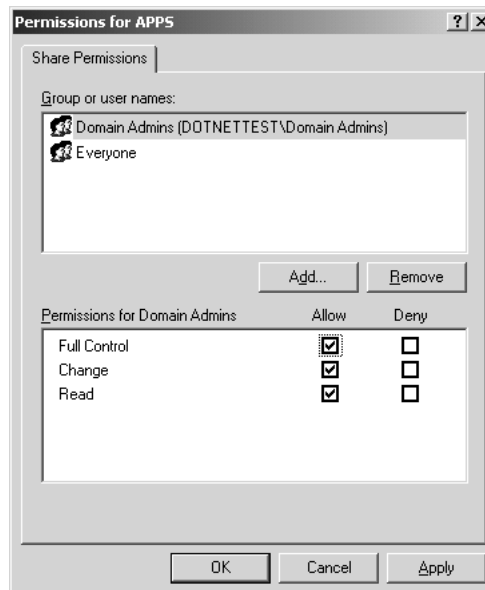 Permissions for APPS
Share Permissions
Group or user names:
Domain Admins (DOTNETTEST\Domain Admins)
Everyone
Add... Remove
Permissions for Domain Admins Allow Deny
Full Control
Change
Read
OK Cancel Apply